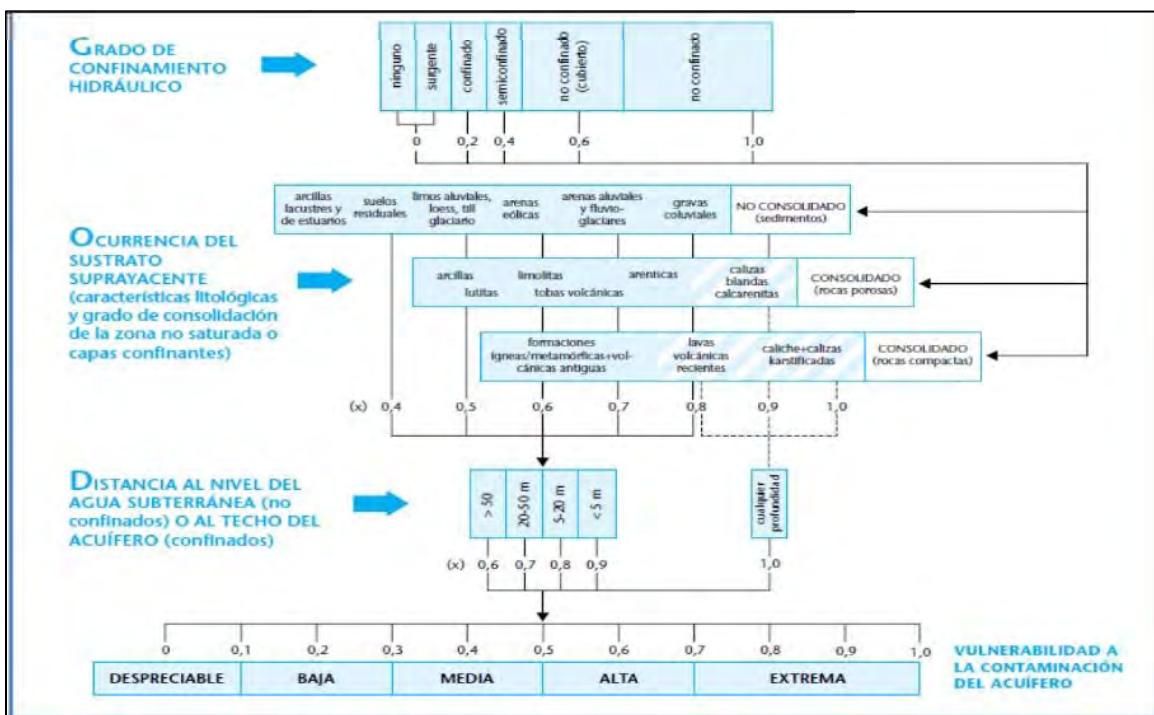 GRADO DE
CONFINAMIENTO
HIDRÁULICO
ninguno
surgente
confinado
semiconfinado
no confinado
(cubierto)
no confinado
0 0,2 0,4 0,6 1,0
OCURRENCIA DEL
SUSTRATO
SUPRAYACENTE
(características litológicas
y grado de consolidación
de la zona no saturada o
capas confinantes)
arcillas
lacustres y
de estuarios
suelos
residuales
limos aluviales,
loess, till
glaciario
arenas
eólicas
arenas aluviales
y fluvio-
glaciares
gravas
coluviales
NO CONSOLIDADO
(sedimentos)
arcillas
lutitas
limolitas
tobas volcánicas
areniscas
calizas
blandas
calcarenitas
CONSOLIDADO
(rocas porosas)
formaciones
ígneas/metamórficas+vol-
cánicas antiguas
lavas
volcánicas
recientes
caliche+calizas
karstificadas
CONSOLIDADO
(rocas compactas)
(x) 0,4 0,5 0,6 0,7 0,8 0,9 1,0
DISTANCIA AL NIVEL DEL
AGUA SUBTERRÁNEA (no
confinados) O AL TECHO DEL
ACUÍFERO (confinados)
> 50
20-50 m
5-20 m
< 5 m
cualquier
profundidad
(x) 0,6 0,7 0,8 0,9 1,0
0 0,1 0,2 0,3 0,4 0,5 0,6 0,7 0,8 0,9 1,0
DESPRECIABLE BAJA MEDIA ALTA EXTREMA
VULNERABILIDAD A
LA CONTAMINACIÓN
DEL ACUÍFERO